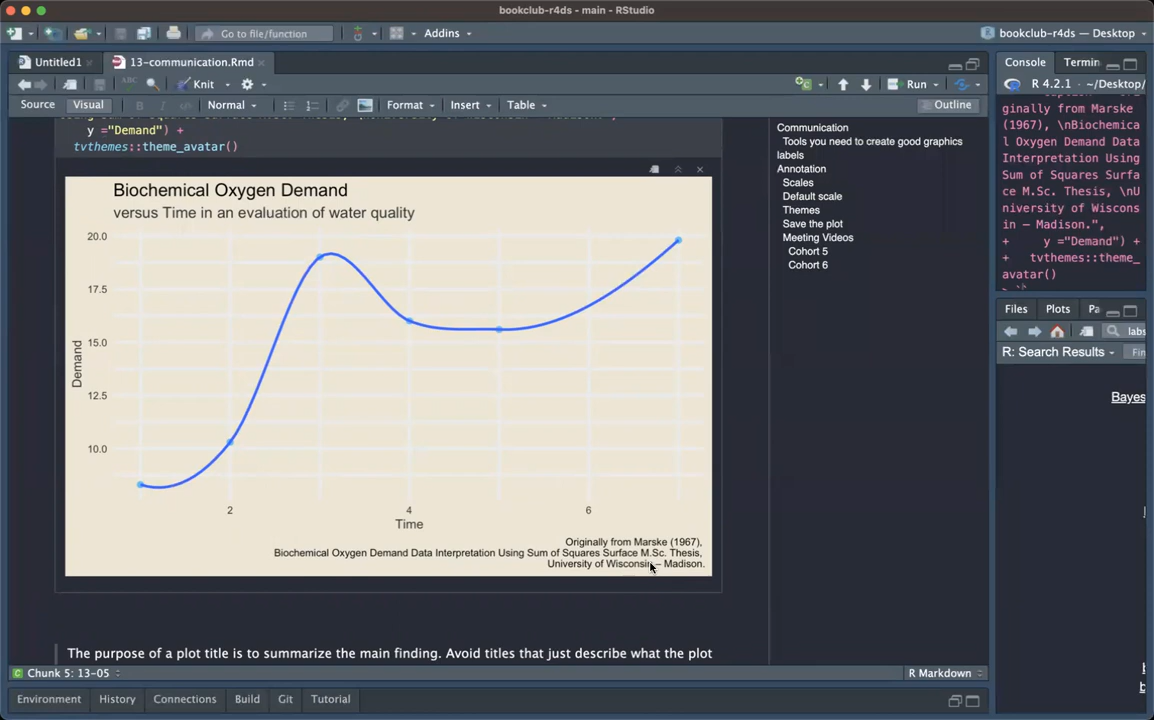 bookclub-r4ds - main - RStudio
Go to file/function
Addins
bookclub-r4ds — Desktop
Untitled1
13-communication.Rmd
Console
Termin
Knit
Run
R 4.2.1 · ~/Desktop/
Source
Visual
Normal
Format
Insert
Table
Outline
y ="Demand") +
tvthemes::theme_avatar()
Biochemical Oxygen Demand
versus Time in an evaluation of water quality
20.0
17.5
15.0
12.5
10.0
Demand
2
4
6
Time
Originally from Marske (1967),
Biochemical Oxygen Demand Data Interpretation Using Sum of Squares Surface M.Sc. Thesis,
University of Wisconsin – Madison.
The purpose of a plot title is to summarize the main finding. Avoid titles that just describe what the plot
Communication
Tools you need to create good graphics
labels
Annotation
Scales
Default scale
Themes
Save the plot
Meeting Videos
Cohort 5
Cohort 6
ginally from Marske
(1967), \nBiochemica
l Oxygen Demand Data
Interpretation Using
Sum of Squares Surfa
ce M.Sc. Thesis, \nU
niversity of Wiscons
in – Madison.",
+ y ="Demand") +
+ tvthemes::theme_
avatar()
Files
Plots
Pa
labs
R: Search Results
Fin
Bayes
Chunk 5: 13-05
R Markdown
Environment
History
Connections
Build
Git
Tutorial